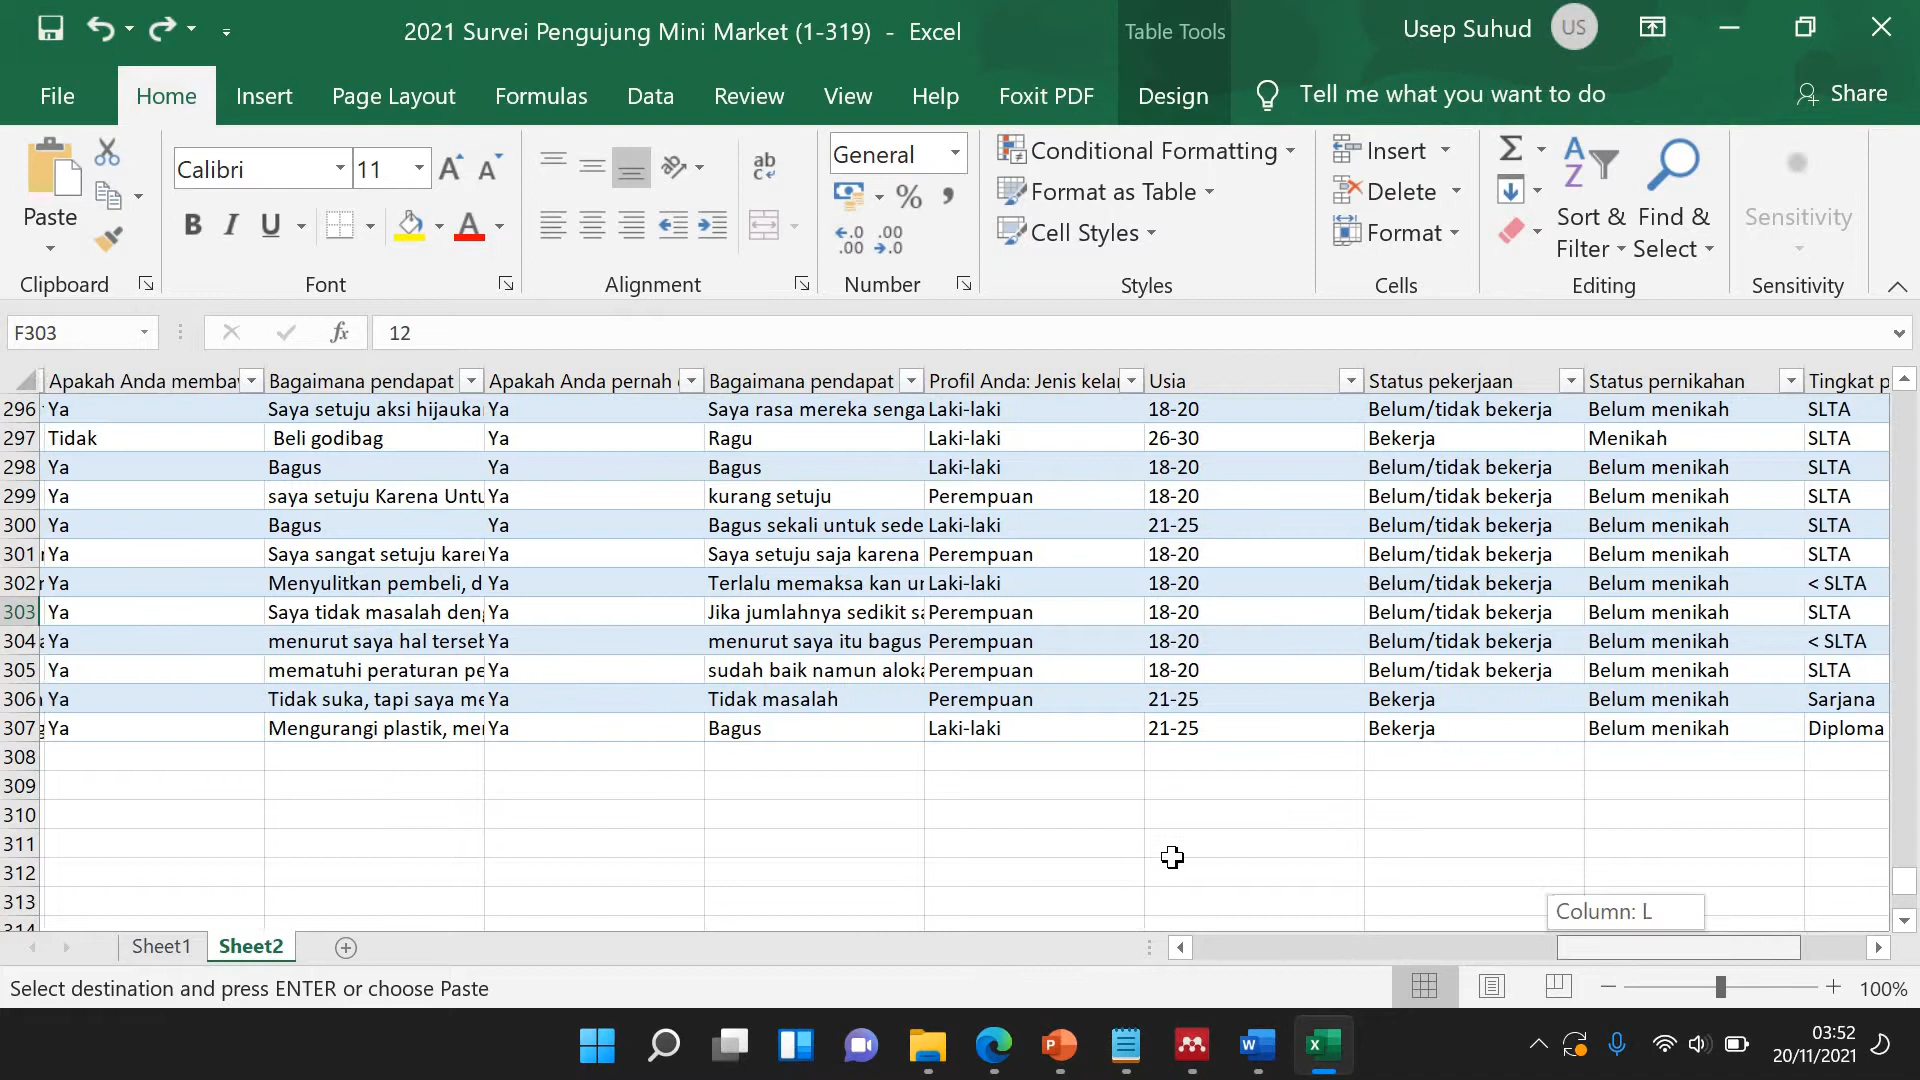 2021 Survei Pengujung Mini Market (1-319) - Excel
Table Tools
Usep Suhud
US
File Home Insert Page Layout Formulas Data Review View Help Foxit PDF Design Tell me what you want to do Share
Paste
Calibri 11
General
Conditional Formatting
Format as Table
Cell Styles
Insert
Delete
Format
Sort & Filter
Find & Select
Sensitivity
Clipboard Font Alignment Number Styles Cells Editing Sensitivity
F303 fx 12
Apakah Anda memba Bagaimana pendapat Apakah Anda pernah Bagaimana pendapat Profil Anda: Jenis kela Usia Status pekerjaan Status pernikahan Tingkat p
296 Ya Saya setuju aksi hijauka Ya Saya rasa mereka senga Laki-laki 18-20 Belum/tidak bekerja Belum menikah SLTA
297 Tidak Beli godibag Ya Ragu Laki-laki 26-30 Bekerja Menikah SLTA
298 Ya Bagus Ya Bagus Laki-laki 18-20 Belum/tidak bekerja Belum menikah SLTA
299 Ya saya setuju Karena Untu Ya kurang setuju Perempuan 18-20 Belum/tidak bekerja Belum menikah SLTA
300 Ya Bagus Ya Bagus sekali untuk sede Laki-laki 21-25 Belum/tidak bekerja Belum menikah SLTA
301 Ya Saya sangat setuju karen Ya Saya setuju saja karena Perempuan 18-20 Belum/tidak bekerja Belum menikah SLTA
302 Ya Menyulitkan pembeli, d Ya Terlalu memaksa kan un Laki-laki 18-20 Belum/tidak bekerja Belum menikah < SLTA
303 Ya Saya tidak masalah deng Ya Jika jumlahnya sedikit sa Perempuan 18-20 Belum/tidak bekerja Belum menikah SLTA
304 Ya menurut saya hal terseb Ya menurut saya itu bagus Perempuan 18-20 Belum/tidak bekerja Belum menikah < SLTA
305 Ya mematuhi peraturan pe Ya sudah baik namun aloka Perempuan 18-20 Belum/tidak bekerja Belum menikah SLTA
306 Ya Tidak suka, tapi saya me Ya Tidak masalah Perempuan 21-25 Bekerja Belum menikah Sarjana
307 Ya Mengurangi plastik, men Ya Bagus Laki-laki 21-25 Bekerja Belum menikah Diploma
308
309
310
311
312
313
314
Column: L
Sheet1 Sheet2
Select destination and press ENTER or choose Paste
100%
03:52
20/11/2021